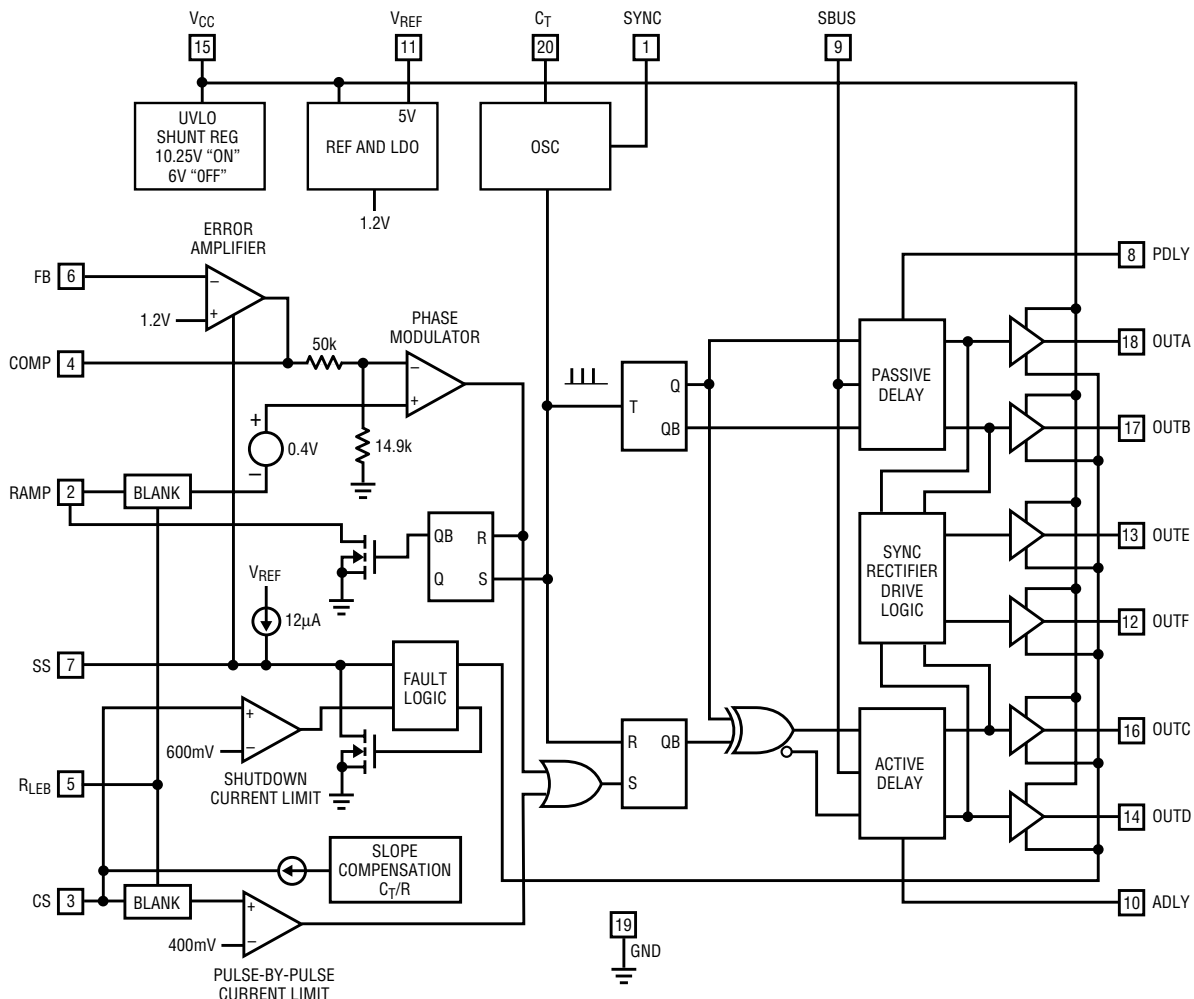 VCC
15
VREF
11
CT
20
SYNC
1
SBUS
9
UVLO
SHUNT REG
10.25V “ON”
6V “OFF”
5V
REF AND LDO
1.2V
OSC
ERROR
AMPLIFIER
FB 6
−
+
1.2V
COMP 4
50k
14.9k
PHASE
MODULATOR
−
+
+
0.4V
−
RAMP 2
BLANK
QB R
Q S
VREF
12µA
SS 7
FAULT
LOGIC
+
−
600mV
SHUTDOWN
CURRENT LIMIT
RLEB 5
SLOPE
COMPENSATION
CT/R
CS 3
BLANK
+
−
400mV
PULSE-BY-PULSE
CURRENT LIMIT
T
Q
QB
R QB
S
19
GND
PASSIVE
DELAY
SYNC
RECTIFIER
DRIVE
LOGIC
ACTIVE
DELAY
8 PDLY
18 OUTA
17 OUTB
13 OUTE
12 OUTF
16 OUTC
14 OUTD
10 ADLY